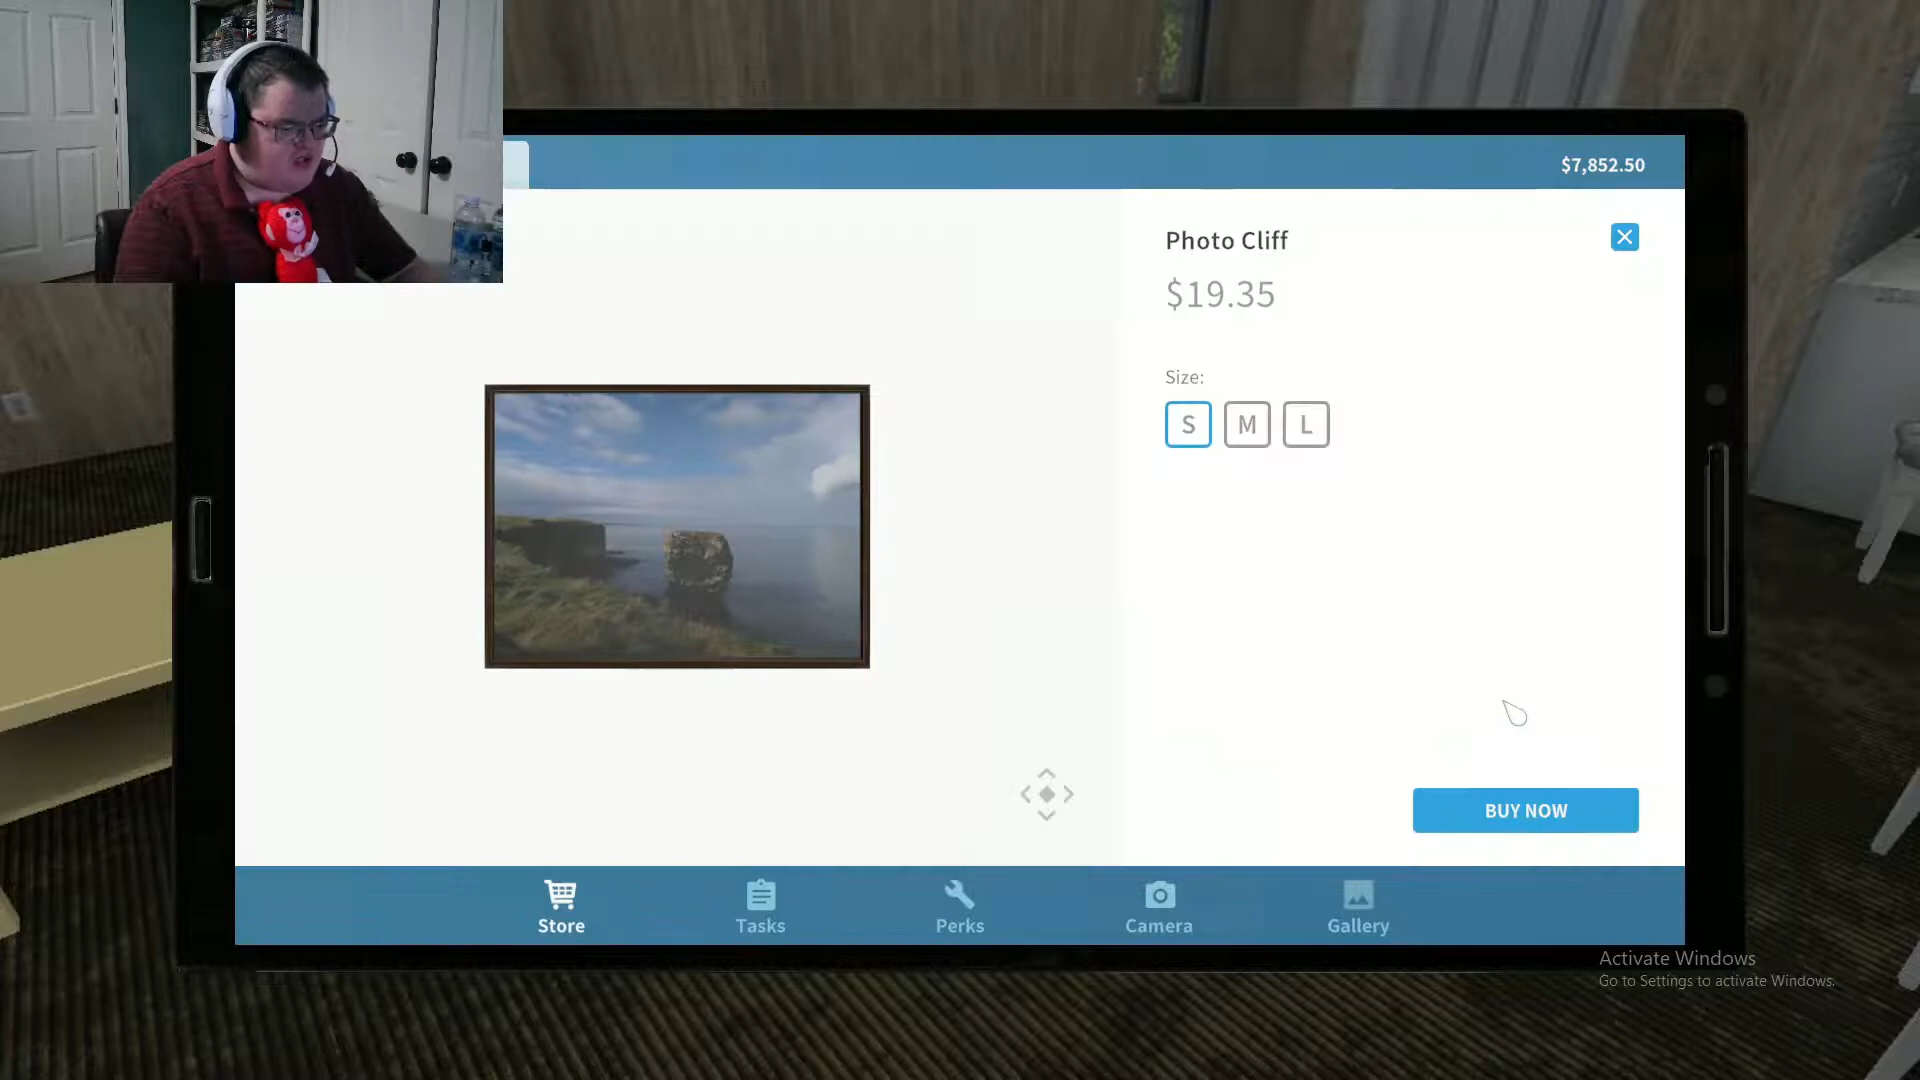 $7,852.50
Photo Cliff
$19.35
Size:
S M L
BUY NOW
Store Tasks Perks Camera Gallery
Activate Windows
Go to Settings to activate Windows.